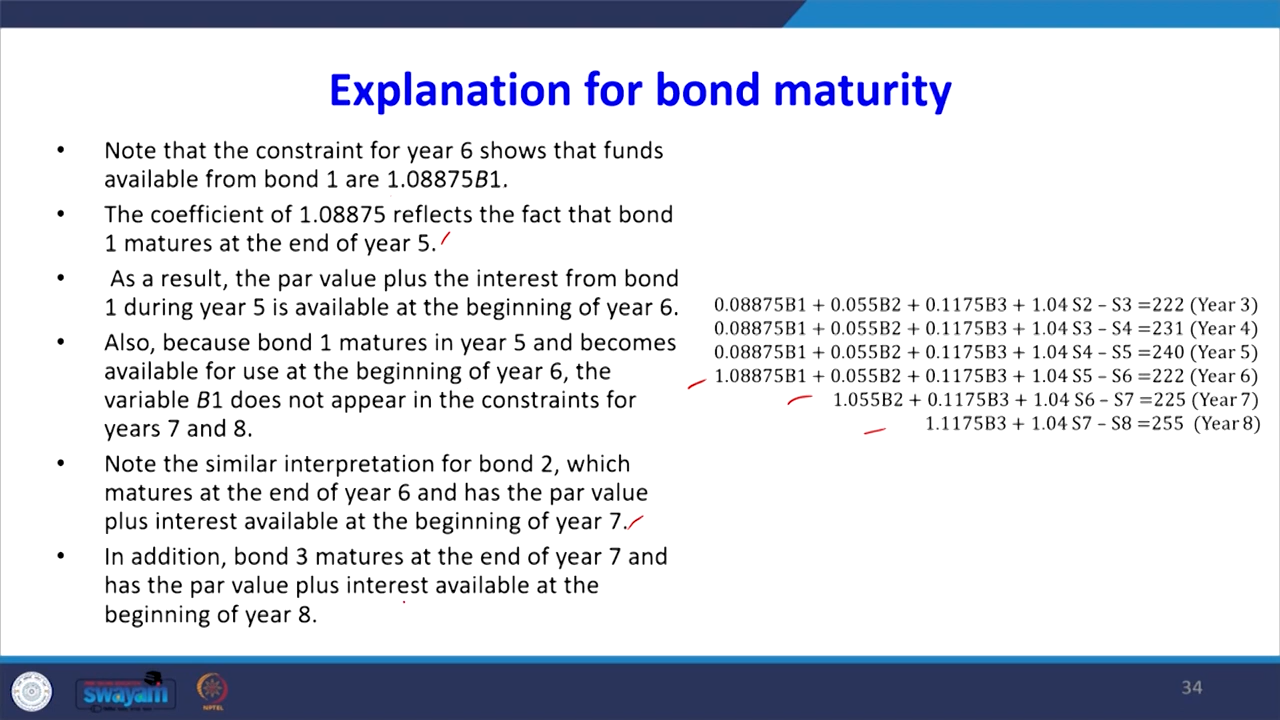 Explanation for bond maturity
• Note that the constraint for year 6 shows that funds
available from bond 1 are 1.08875B1.
• The coefficient of 1.08875 reflects the fact that bond
1 matures at the end of year 5.
• As a result, the par value plus the interest from bond
1 during year 5 is available at the beginning of year 6.
• Also, because bond 1 matures in year 5 and becomes
available for use at the beginning of year 6, the
variable B1 does not appear in the constraints for
years 7 and 8.
• Note the similar interpretation for bond 2, which
matures at the end of year 6 and has the par value
plus interest available at the beginning of year 7.
• In addition, bond 3 matures at the end of year 7 and
has the par value plus interest available at the
beginning of year 8.
0.08875B1 + 0.055B2 + 0.1175B3 + 1.04 S2 – S3 =222 (Year 3)
0.08875B1 + 0.055B2 + 0.1175B3 + 1.04 S3 – S4 =231 (Year 4)
0.08875B1 + 0.055B2 + 0.1175B3 + 1.04 S4 – S5 =240 (Year 5)
1.08875B1 + 0.055B2 + 0.1175B3 + 1.04 S5 – S6 =222 (Year 6)
1.055B2 + 0.1175B3 + 1.04 S6 – S7 =225 (Year 7)
1.1175B3 + 1.04 S7 – S8 =255 (Year 8)
swayam
NPTEL
34